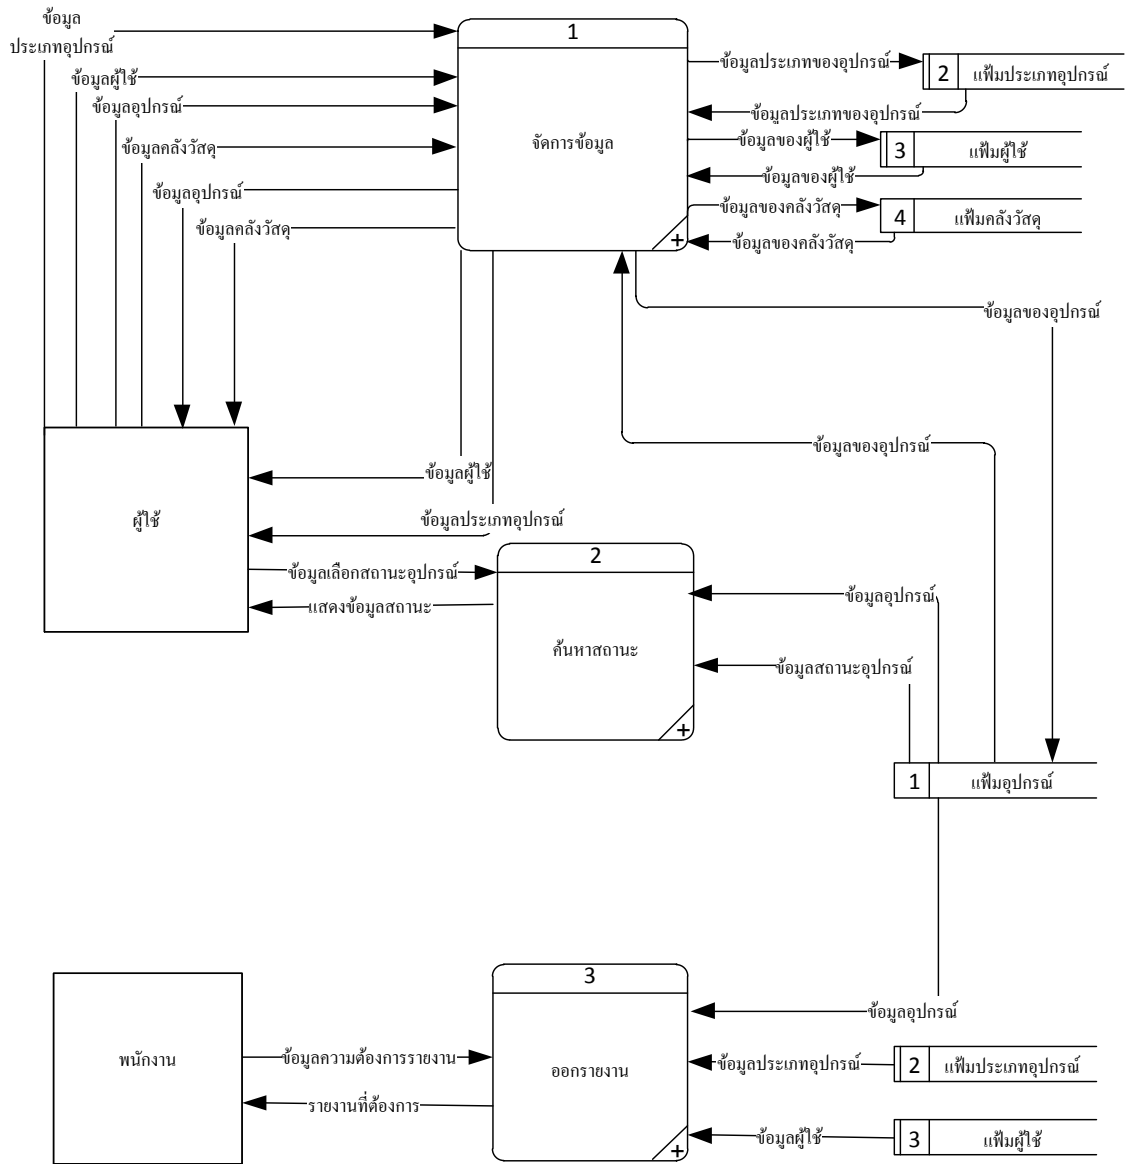 ข้อมูล
ประเภทอุปกรณ์
1
ข้อมูลประเภทของอุปกรณ์
2
แฟ้มประเภทอุปกรณ์
ข้อมูลผู้ใช้
ข้อมูลอุปกรณ์
ข้อมูลประเภทของอุปกรณ์
จัดการข้อมูล
ข้อมูลของผู้ใช้
3
แฟ้มผู้ใช้
ข้อมูลคลังวัสดุ
ข้อมูลของผู้ใช้
ข้อมูลอุปกรณ์
ข้อมูลของคลังวัสดุ
4
แฟ้มคลังวัสดุ
ข้อมูลคลังวัสดุ
+
ข้อมูลของคลังวัสดุ
ข้อมูลของอุปกรณ์
ข้อมูลของอุปกรณ์
ข้อมูลผู้ใช้
ผู้ใช้
ข้อมูลประเภทอุปกรณ์
2
ข้อมูลเลือกสถานะอุปกรณ์
ข้อมูลอุปกรณ์
แสดงข้อมูลสถานะ
ค้นหาสถานะ
ข้อมูลสถานะอุปกรณ์
+
1
แฟ้มอุปกรณ์
3
ข้อมูลอุปกรณ์
พนักงาน
ข้อมูลความต้องการรายงาน
ออกรายงาน
ข้อมูลประเภทอุปกรณ์
2
แฟ้มประเภทอุปกรณ์
รายงานที่ต้องการ
+
ข้อมูลผู้ใช้
3
แฟ้มผู้ใช้